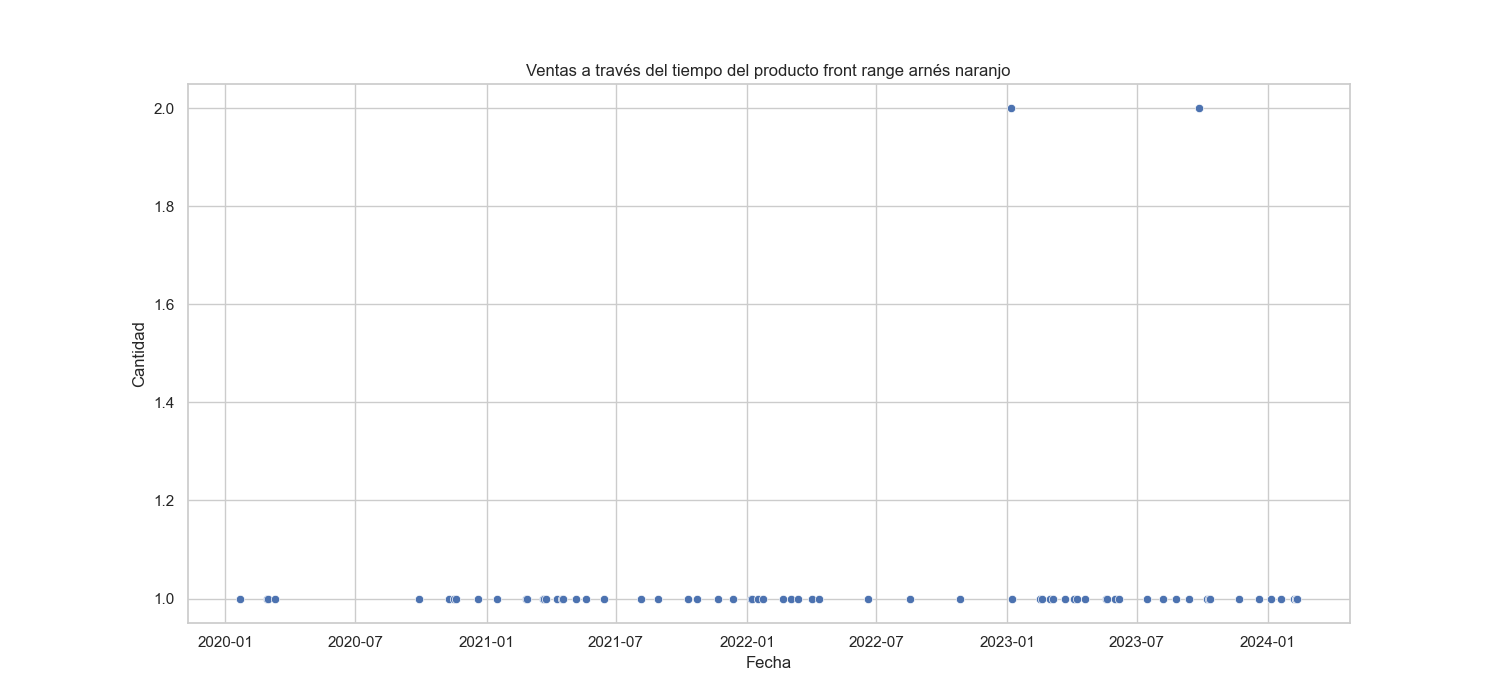 Ventas a través del tiempo del producto front range arnés naranjo
2.0
1.8
1.6
1.4
1.2
1.0
Cantidad
2020-01 2020-07 2021-01 2021-07 2022-01 2022-07 2023-01 2023-07 2024-01
Fecha